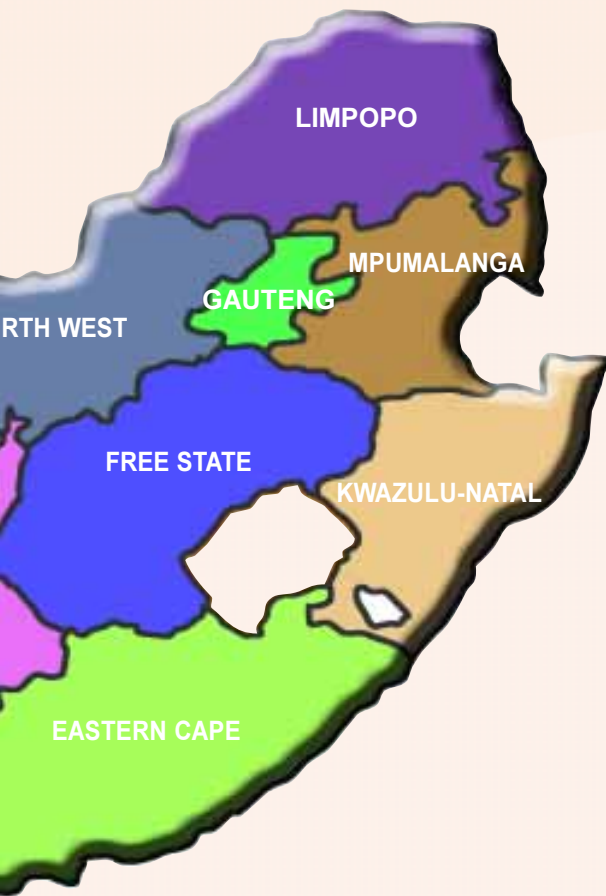 LIMPOPO
MPUMALANGA
GAUTENG
RTH WEST
FREE STATE
KWAZULU-NATAL
EASTERN CAPE